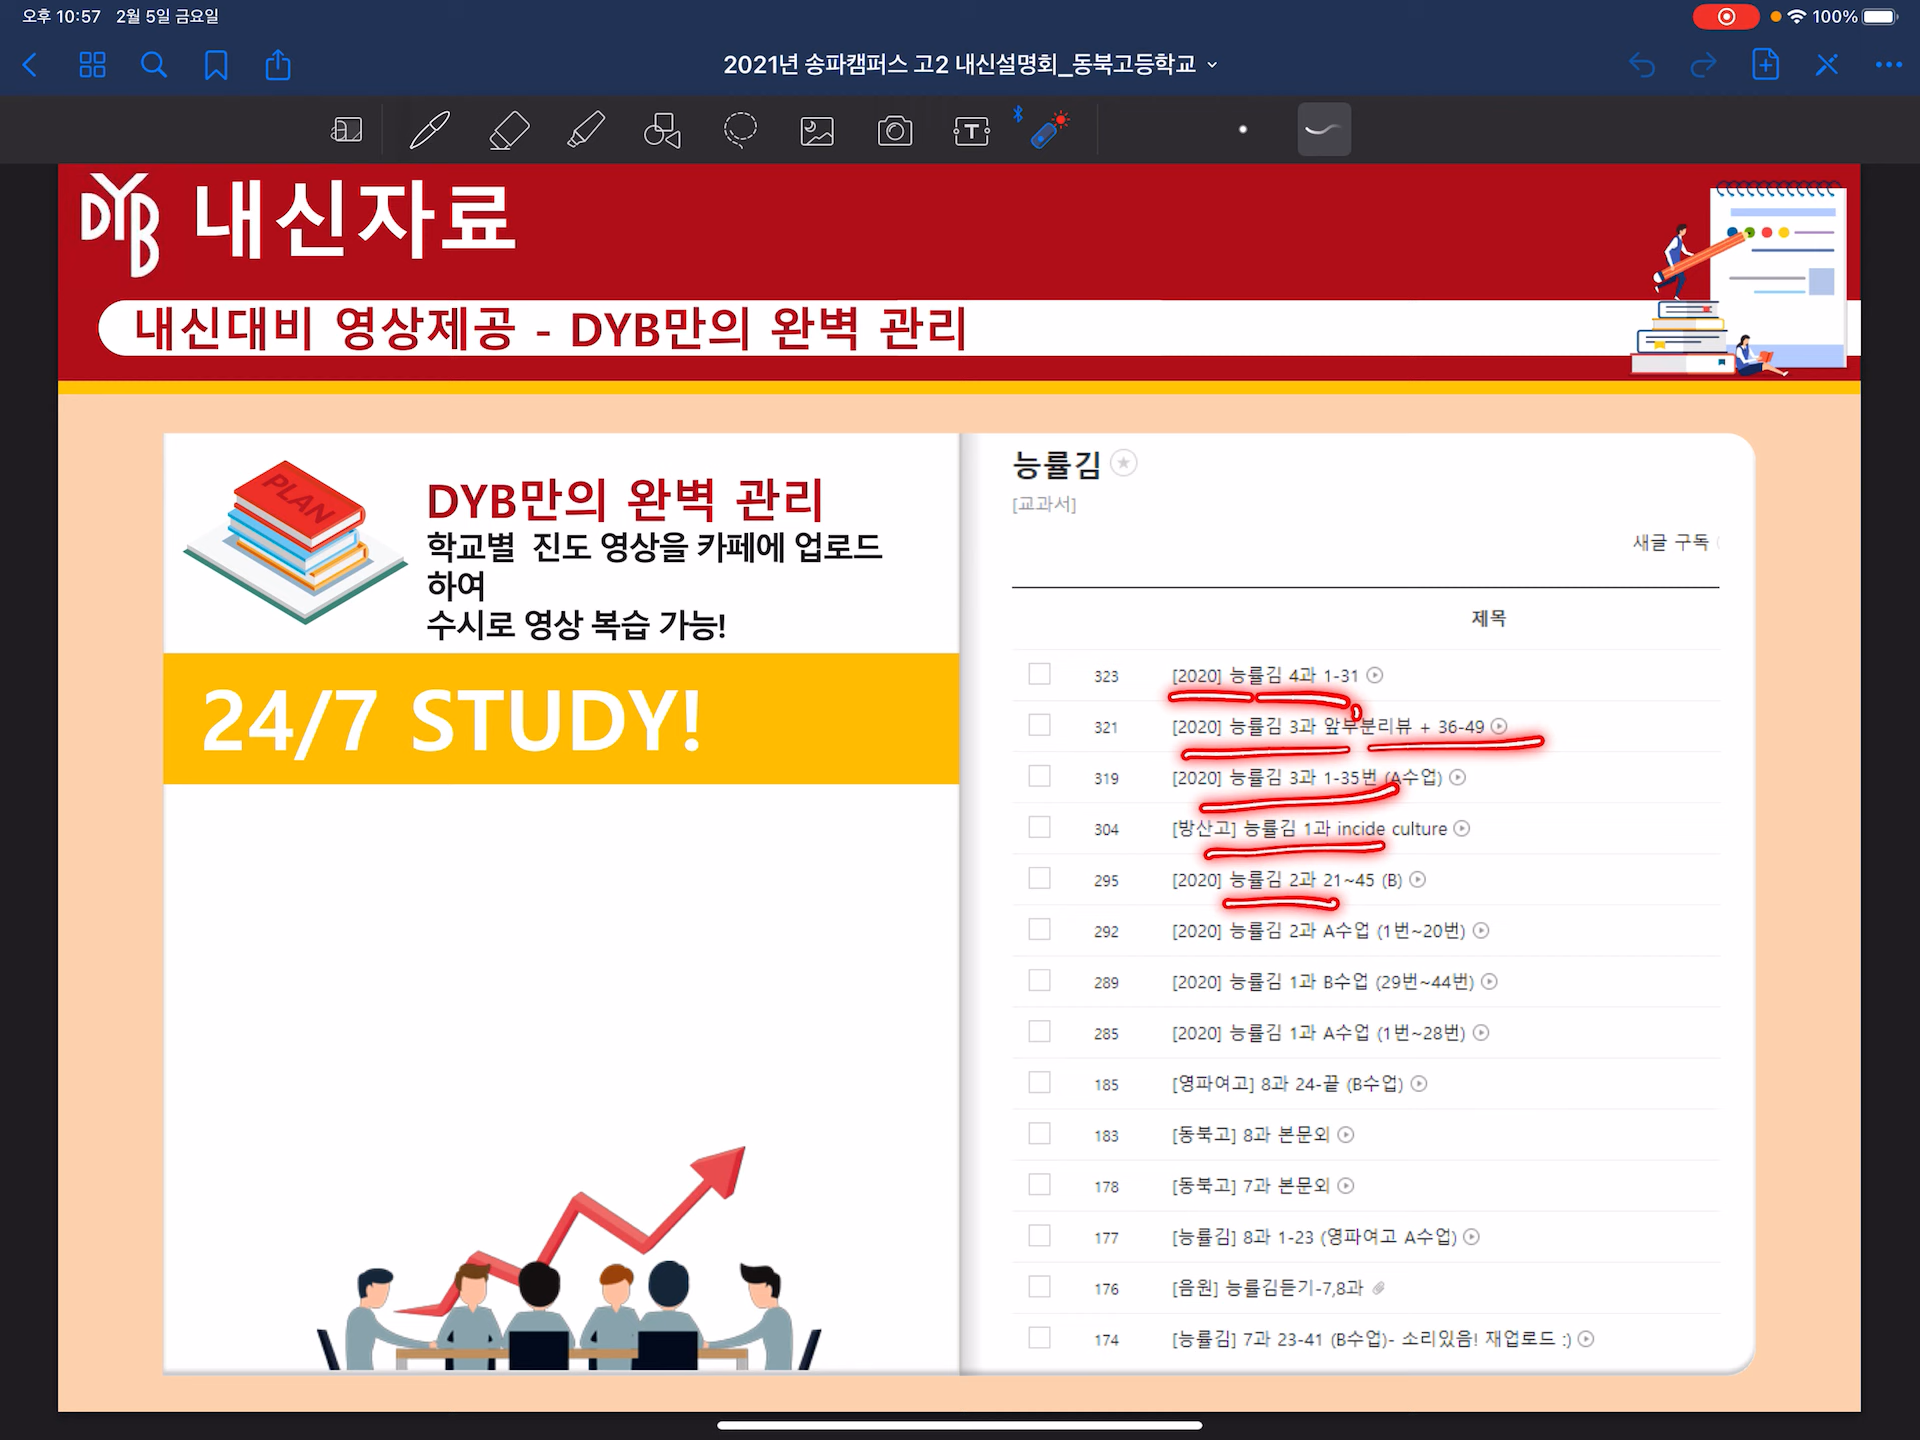 오후 10:57 2월 5일 금요일
100%
2021년 송파캠퍼스 고2 내신설명회_동북고등학교
T
DYB 내신자료
내신대비 영상제공 - DYB만의 완벽 관리
PLAN
DYB만의 완벽 관리
학교별 진도 영상을 카페에 업로드
하여
수시로 영상 복습 가능!
24/7 STUDY!
능률김
[교과서]
새글 구독
제목
323 [2020] 능률김 4과 1-31
321 [2020] 능률김 3과 앞부분리뷰 + 36-49
319 [2020] 능률김 3과 1-35번 (A수업)
304 [방산고] 능률김 1과 incide culture
295 [2020] 능률김 2과 21~45 (B)
292 [2020] 능률김 2과 A수업 (1번~20번)
289 [2020] 능률김 1과 B수업 (29번~44번)
285 [2020] 능률김 1과 A수업 (1번~28번)
185 [영파여고] 8과 24-끝 (B수업)
183 [동북고] 8과 본문외
178 [동북고] 7과 본문외
177 [능률김] 8과 1-23 (영파여고 A수업)
176 [음원] 능률김듣기-7,8과
174 [능률김] 7과 23-41 (B수업)- 소리있음! 재업로드 :)